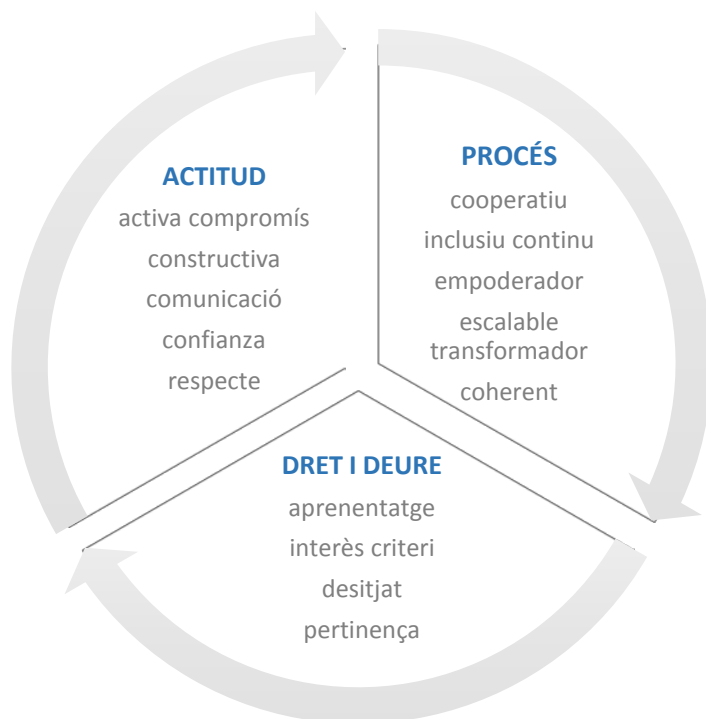 ACTITUD
activa compromís
constructiva
comunicació
confianza
respecte
PROCÉS
cooperatiu
inclusiu continu
empoderador
escalable
transformador
coherent
DRET I DEURE
aprenentatge
interès criteri
desitjat
pertinença